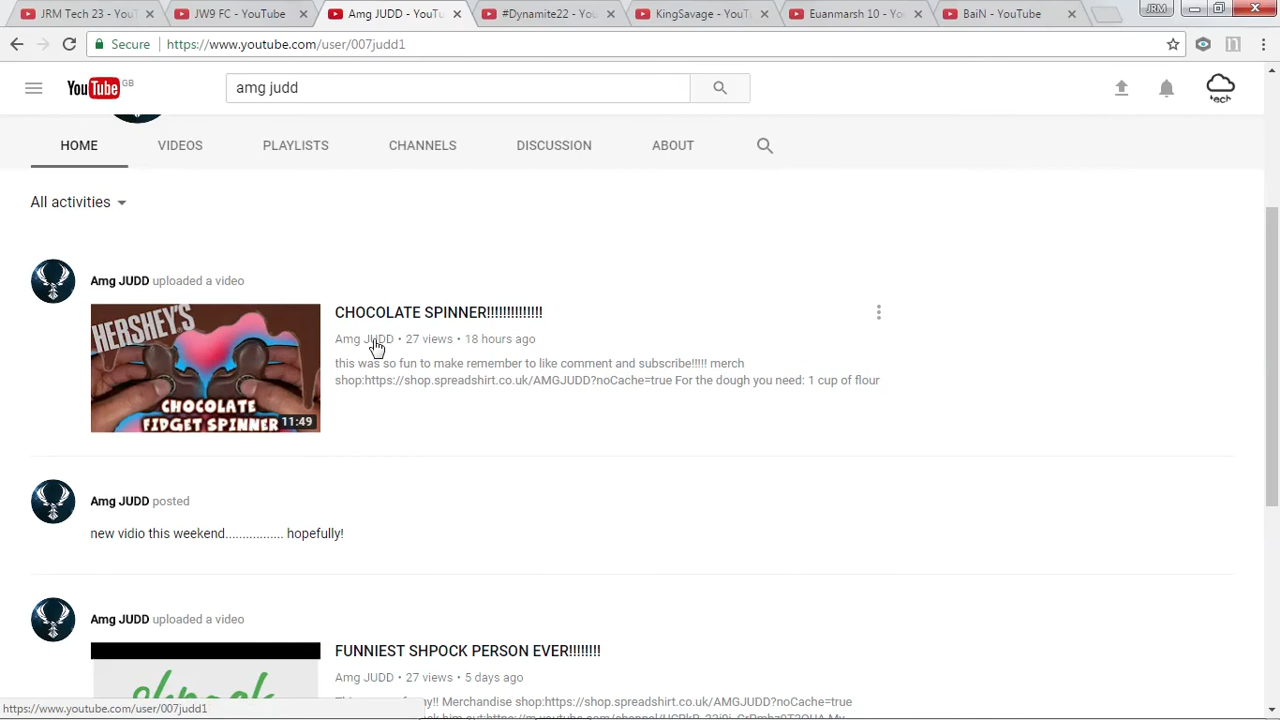 JRM Tech 23 - YouTu
JW9 FC - YouTube
Amg JUDD - YouTu
#Dynamite22 - You
KingSavage - YouTu
Euanmarsh 10 - You
BailV - YouTube
JRM
Secure https://www.youtube.com/user/007judd1
YouTube GB
amg judd
tech
HOME VIDEOS PLAYLISTS CHANNELS DISCUSSION ABOUT
All activities
Amg JUDD uploaded a video
HERSHEY'S
CHOCOLATE
FIDGET SPINNER
11:49
CHOCOLATE SPINNER!!!!!!!!!!!!!!
Amg JUDD • 27 views • 18 hours ago
this was so fun to make remember to like comment and subscribe!!!!! merch
shop:https://shop.spreadshirt.co.uk/AMGJUDD?noCache=true For the dough you need: 1 cup of flour
Amg JUDD posted
new vidio this weekend................. hopefully!
Amg JUDD uploaded a video
shpock
FUNNIEST SHPOCK PERSON EVER!!!!!!!!
Amg JUDD • 27 views • 5 days ago
Merchandise shop:https://shop.spreadshirt.co.uk/AMGJUDD?noCache=true
https://www.youtube.com/user/007judd1